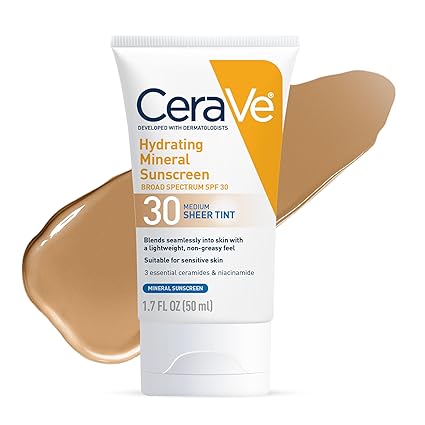 CeraVe®
DEVELOPED WITH DERMATOLOGISTS
Hydrating
Mineral
Sunscreen
BROAD SPECTRUM SPF 30
30 MEDIUM
SHEER TINT
Blends seamlessly into skin with
a lightweight, non-greasy feel
Suitable for sensitive skin
3 essential ceramides & niacinamide
MINERAL SUNSCREEN
1.7 FL OZ (50 ml)